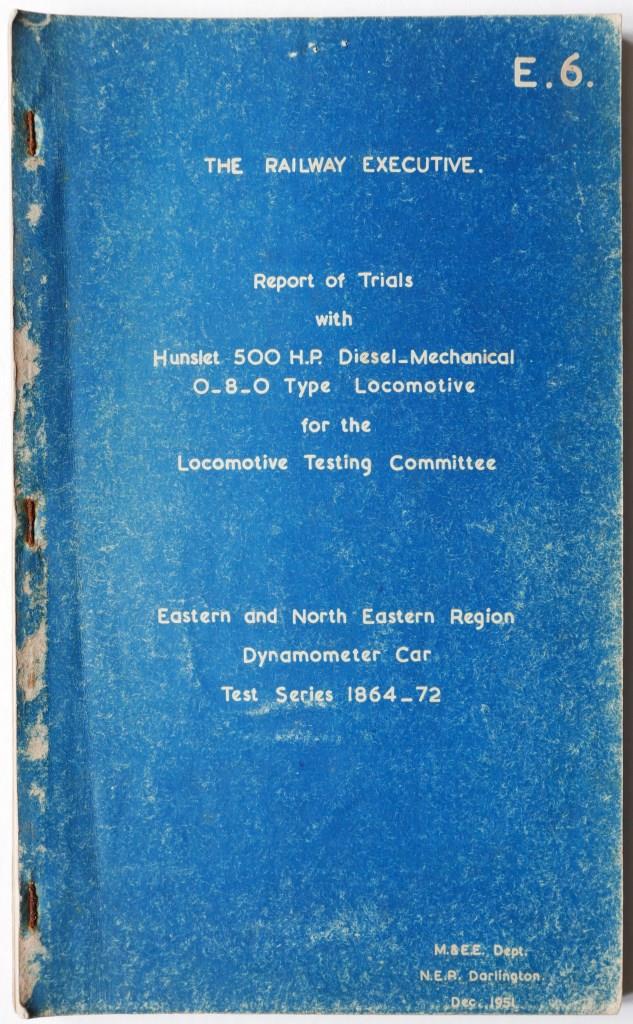 E.6.
THE RAILWAY EXECUTIVE.
Report of Trials
with
Hunslet 500 H.P. Diesel-Mechanical
0-8-0 Type Locomotive
for the
Locomotive Testing Committee
Eastern and North Eastern Region
Dynamometer Car
Test Series 1864-72
M.&E.E. Dept.
N.E.R. Darlington.
Dec. 1951.